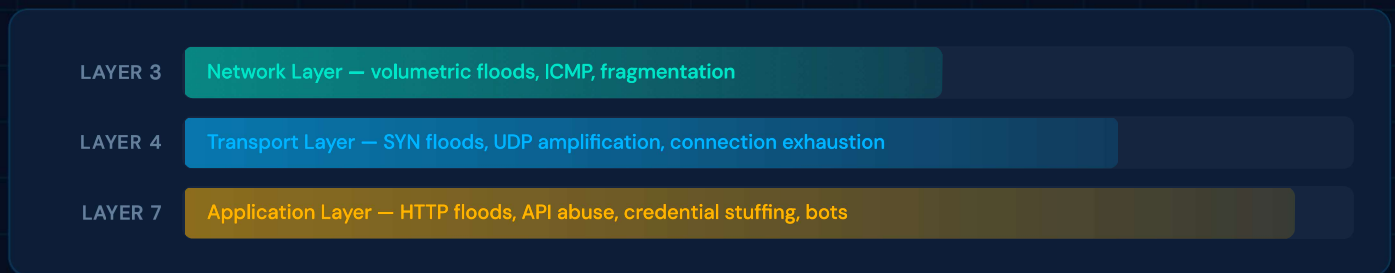 LAYER 3
Network Layer — volumetric floods, ICMP, fragmentation
LAYER 4
Transport Layer — SYN floods, UDP amplification, connection exhaustion
LAYER 7
Application Layer — HTTP floods, API abuse, credential stuffing, bots